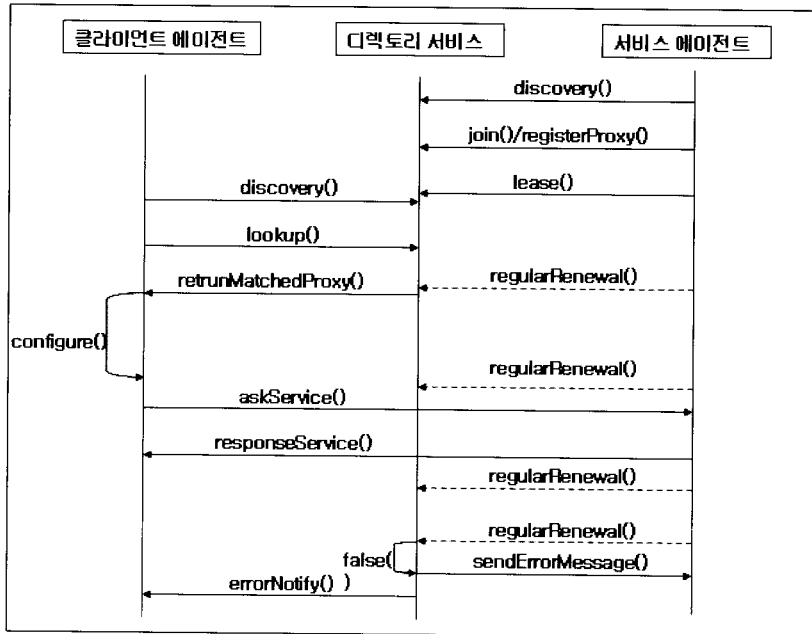 클라이언트 에이전트
디렉토리 서비스
서비스 에이전트
discovery()
join()/registerProxy()
discovery()
lease()
lookup()
retrunMatchedProxy()
regularRenewal()
configure()
regularRenewal()
askService()
responseService()
regularRenewal()
regularRenewal()
false(
sendErrorMessage()
errorNotify() )